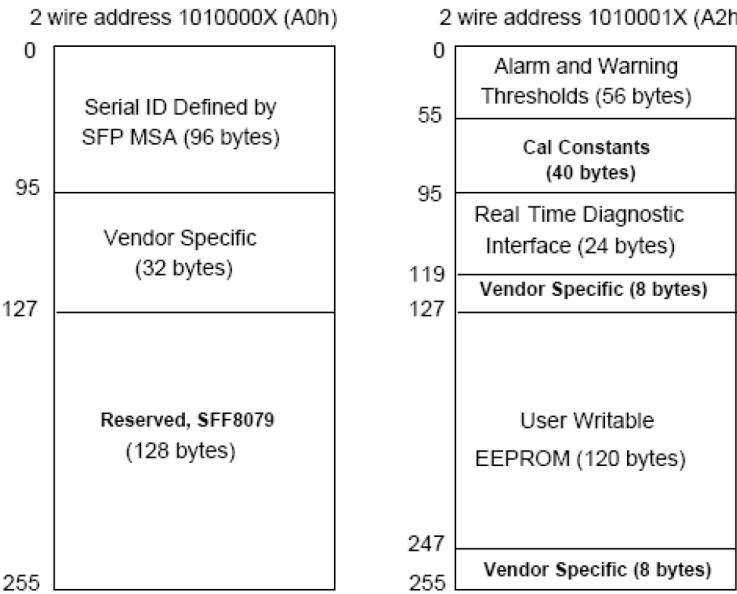 2 wire address 1010000X (A0h)
0
Serial ID Defined by
SFP MSA (96 bytes)
95
Vendor Specific
(32 bytes)
127
Reserved, SFF8079
(128 bytes)
255
2 wire address 1010001X (A2h
0
Alarm and Warning
Thresholds (56 bytes)
55
Cal Constants
(40 bytes)
95
Real Time Diagnostic
Interface (24 bytes)
119
Vendor Specific (8 bytes)
127
User Writable
EEPROM (120 bytes)
247
Vendor Specific (8 bytes)
255